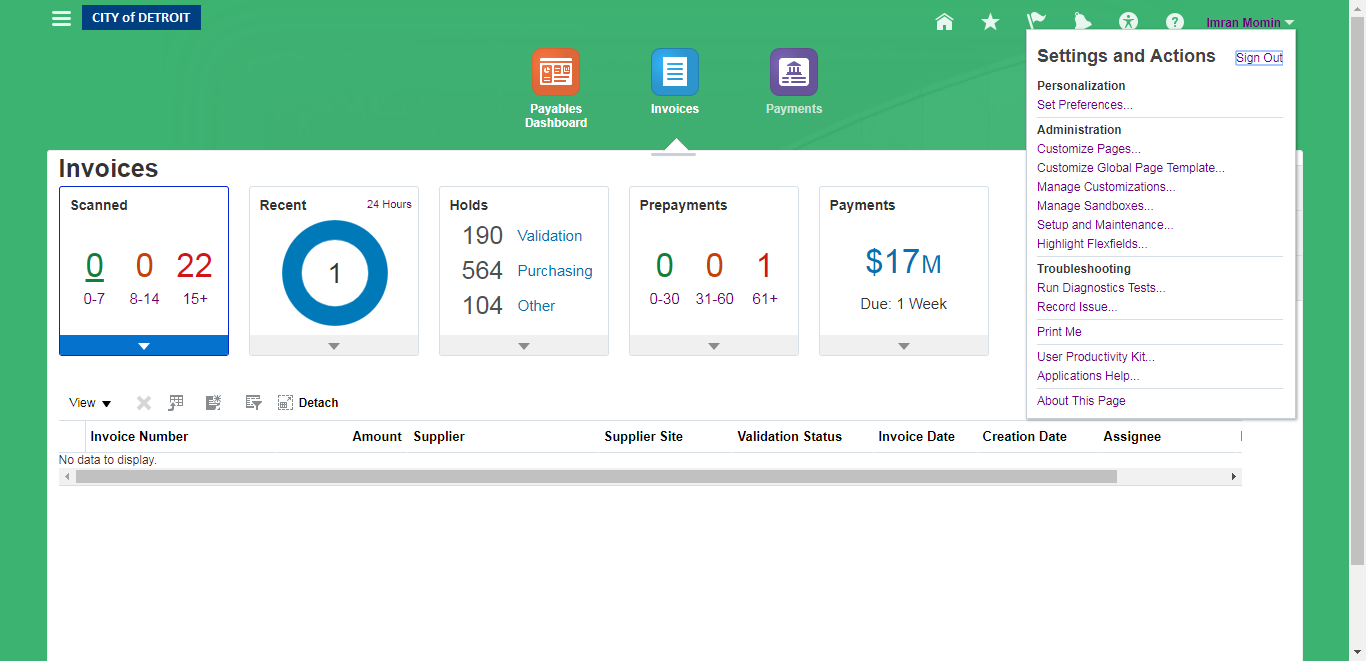 CITY of DETROIT
?
Imran Momin
Payables
Dashboard
Invoices
Payments
Settings and Actions
Sign Out
Personalization
Set Preferences...
Administration
Customize Pages...
Customize Global Page Template...
Manage Customizations...
Manage Sandboxes...
Setup and Maintenance...
Highlight Flexfields...
Troubleshooting
Run Diagnostics Tests...
Record Issue...
Print Me
User Productivity Kit...
Applications Help...
About This Page
Invoices
Scanned
0 0 22
0-7 8-14 15+
Recent 24 Hours
1
Holds
190 Validation
564 Purchasing
104 Other
Prepayments
0 0 1
0-30 31-60 61+
Payments
$17M
Due: 1 Week
View Detach
Invoice Number Amount Supplier Supplier Site Validation Status Invoice Date Creation Date Assignee
No data to display.